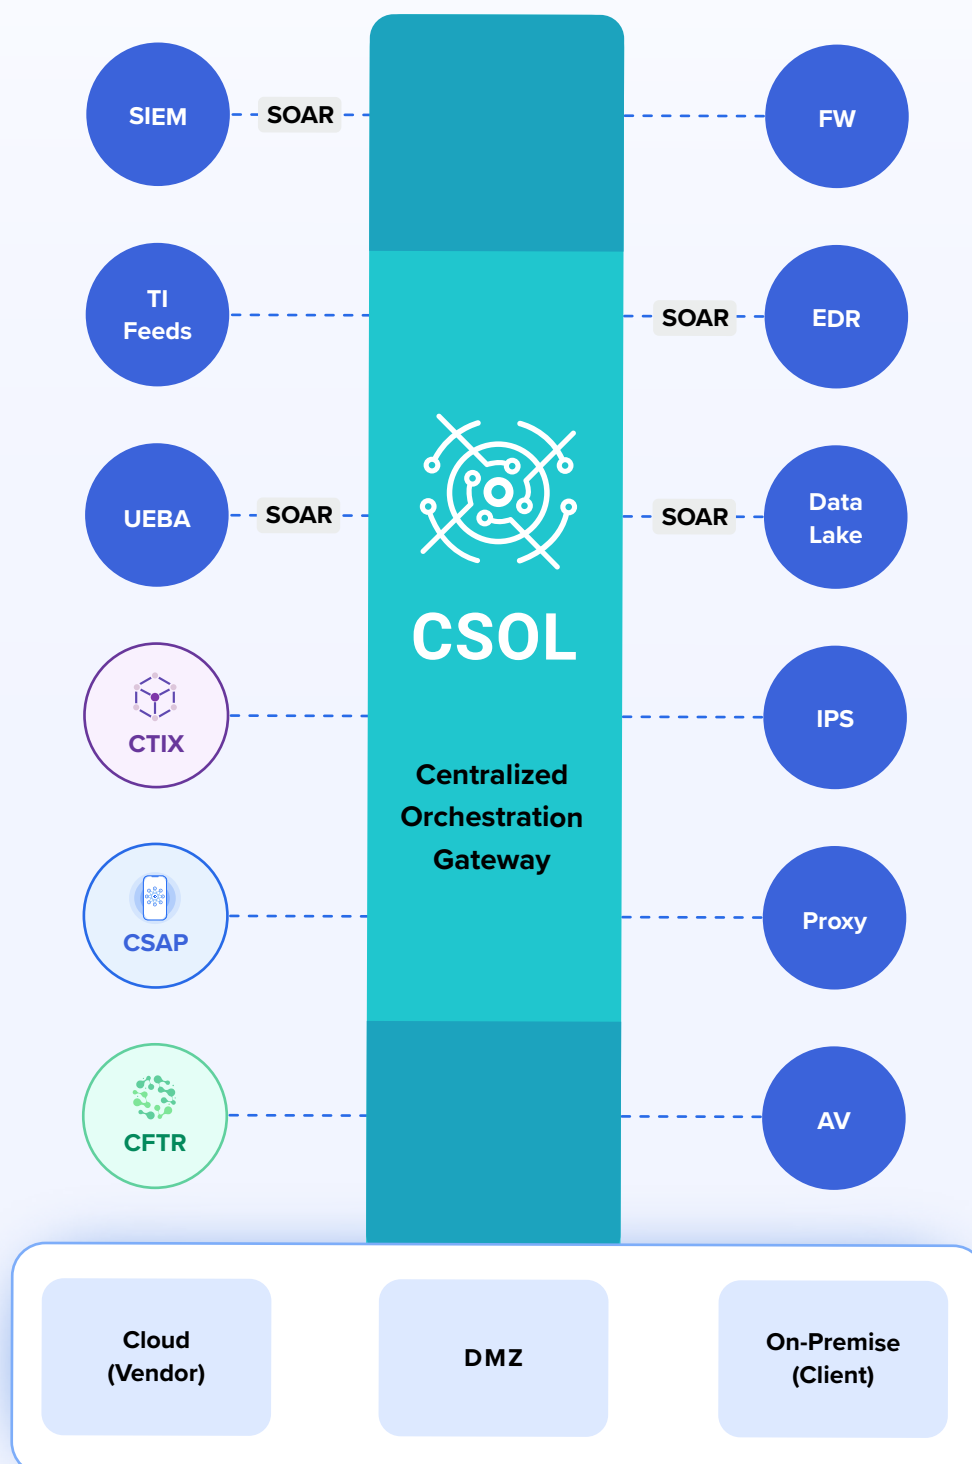 SIEM
SOAR
FW
TI
Feeds
SOAR
EDR
UEBA
SOAR
SOAR
Data
Lake
CSOL
CTIX
IPS
Centralized
Orchestration
Gateway
CSAP
Proxy
CFTR
AV
Cloud
(Vendor)
DMZ
On-Premise
(Client)